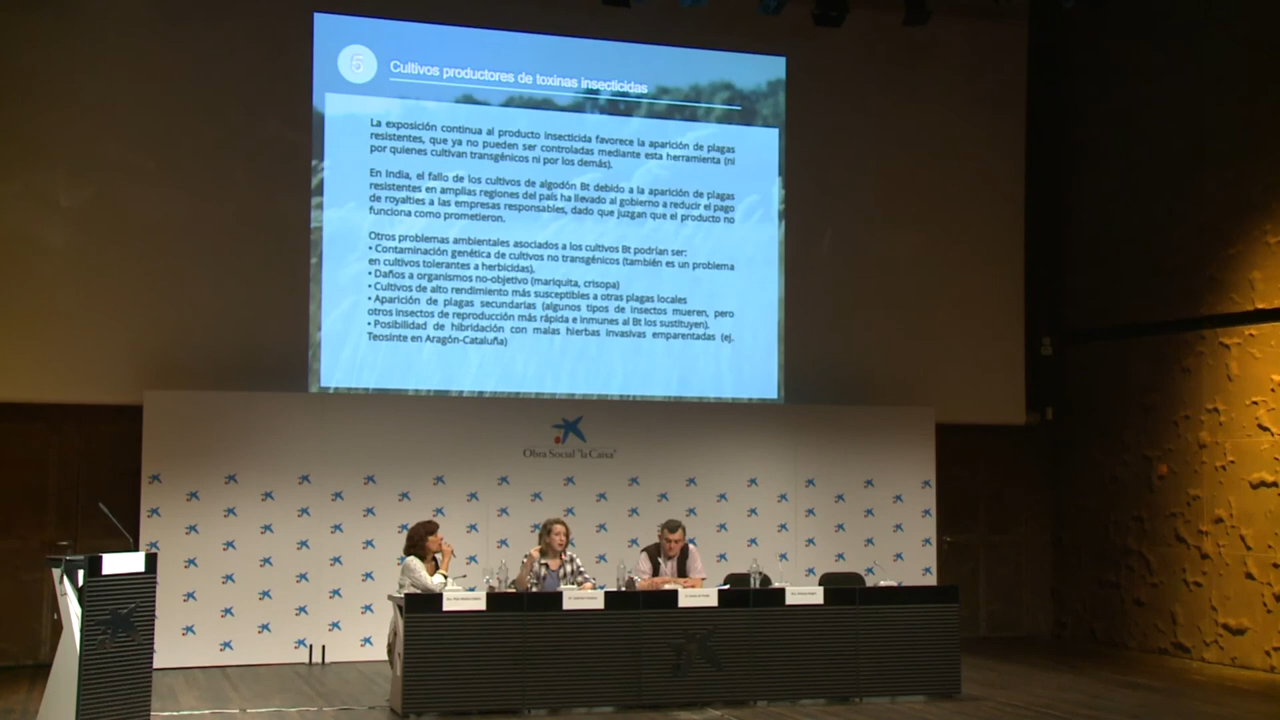 5
Cultivos productores de toxinas insecticidas
La exposición continua al producto insecticida favorece la aparición de plagas
resistentes, que ya no pueden ser controladas mediante esta herramienta (ni
por quienes cultivan transgénicos ni por los demás).
En India, el fallo de los cultivos de algodón Bt debido a la aparición de plagas
resistentes en amplias regiones del país ha llevado al gobierno a reducir el pago
de royalties a las empresas responsables, dado que juzgan que el producto no
funciona como prometieron.
Otros problemas ambientales asociados a los cultivos Bt podrían ser:
• Contaminación genética de cultivos no transgénicos (también es un problema
en cultivos tolerantes a herbicidas).
• Daños a organismos no-objetivo (mariquita, crisopa)
• Cultivos de alto rendimiento más susceptibles a otras plagas locales
• Aparición de plagas secundarias (algunos tipos de insectos mueren, pero
otros insectos de reproducción más rápida e inmunes al Bt los sustituyen).
• Posibilidad de hibridación con malas hierbas invasivas emparentadas (ej.
Teosinte en Aragón-Cataluña)
Obra Social "la Caixa"